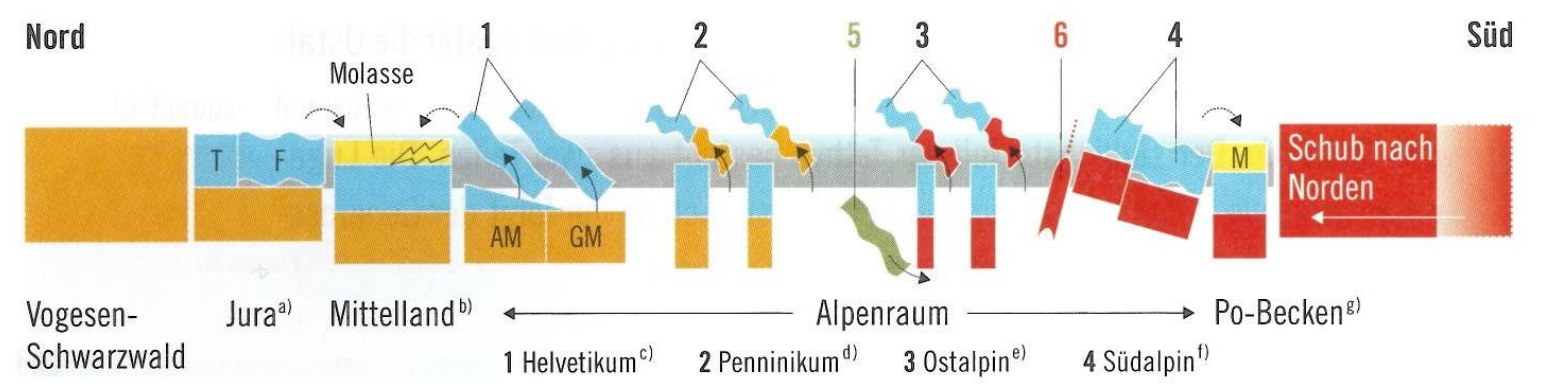 Nord
1
2
5
3
6
4
Süd
Molasse
T
F
AM
GM
M
Schub nach
Norden
Vogesen-
Schwarzwald
Jura a)
Mittelland b)
Alpenraum
Po-Becken g)
1 Helvetikum c)
2 Penninikum d)
3 Ostalpin e)
4 Südalpin f)